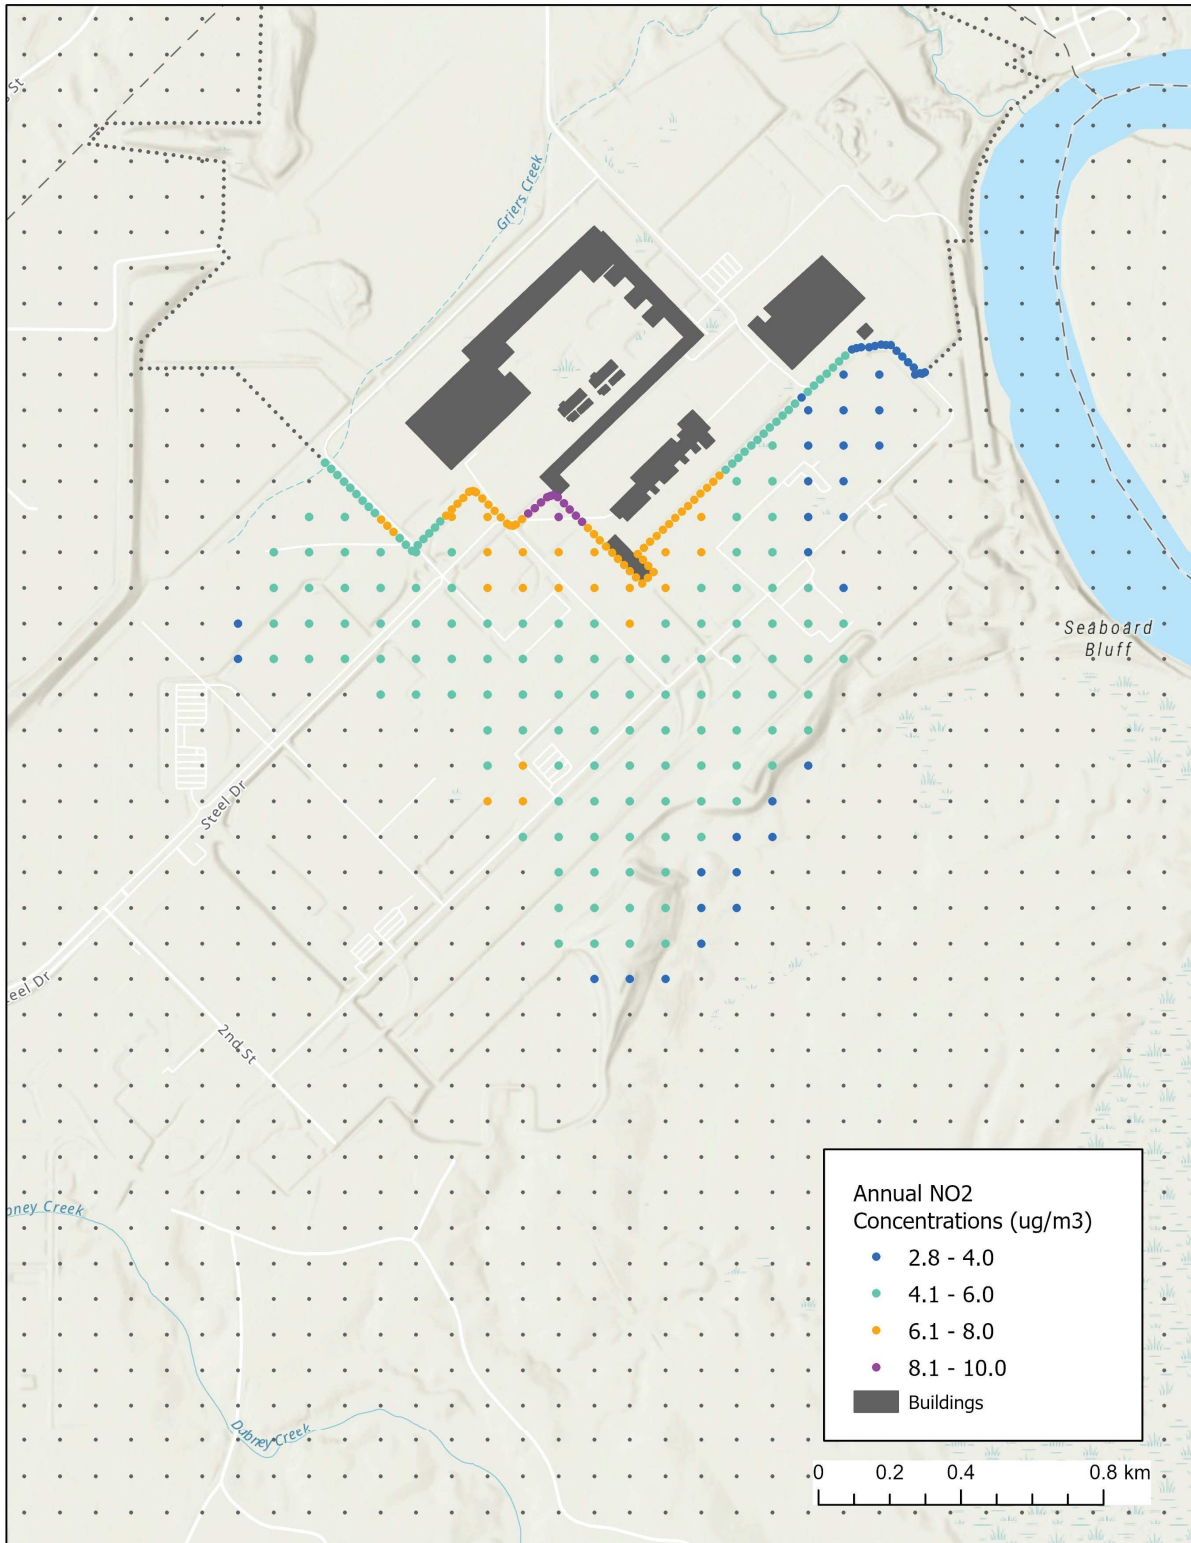 St
Griers Creek
Seaboard
Bluff
Steel Dr
eel Dr
2nd St
ney Creek
Dabney Creek
Annual NO2
Concentrations (ug/m3)
2.8 - 4.0
4.1 - 6.0
6.1 - 8.0
8.1 - 10.0
Buildings
0 0.2 0.4 0.8 km